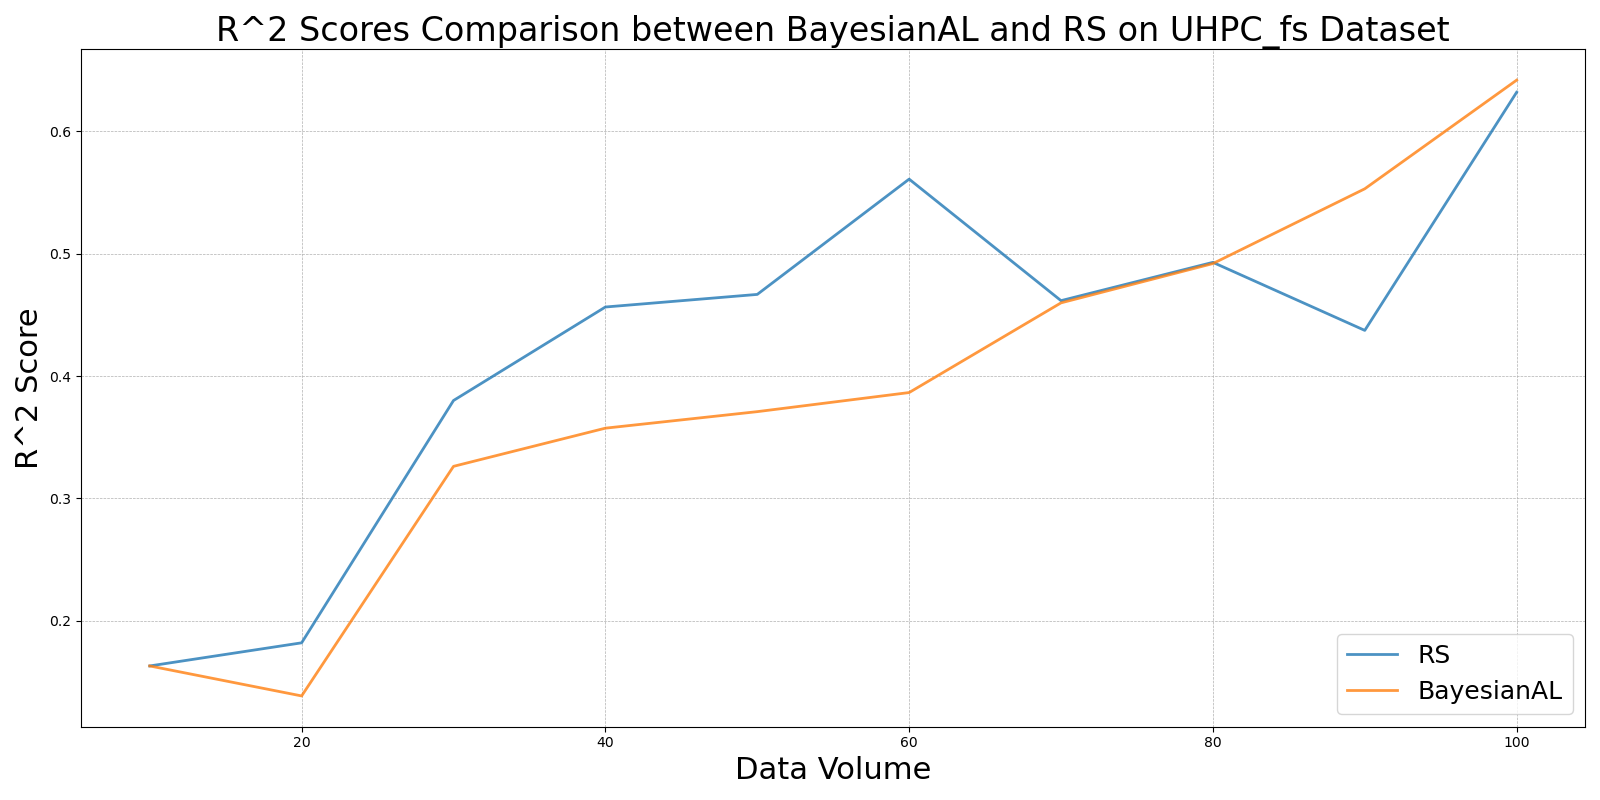 R^2 Scores Comparison between BayesianAL and RS on UHPC_fs Dataset
R^2 Score
0.6
0.5
0.4
0.3
0.2
20
40
60
80
100
Data Volume
RS
BayesianAL